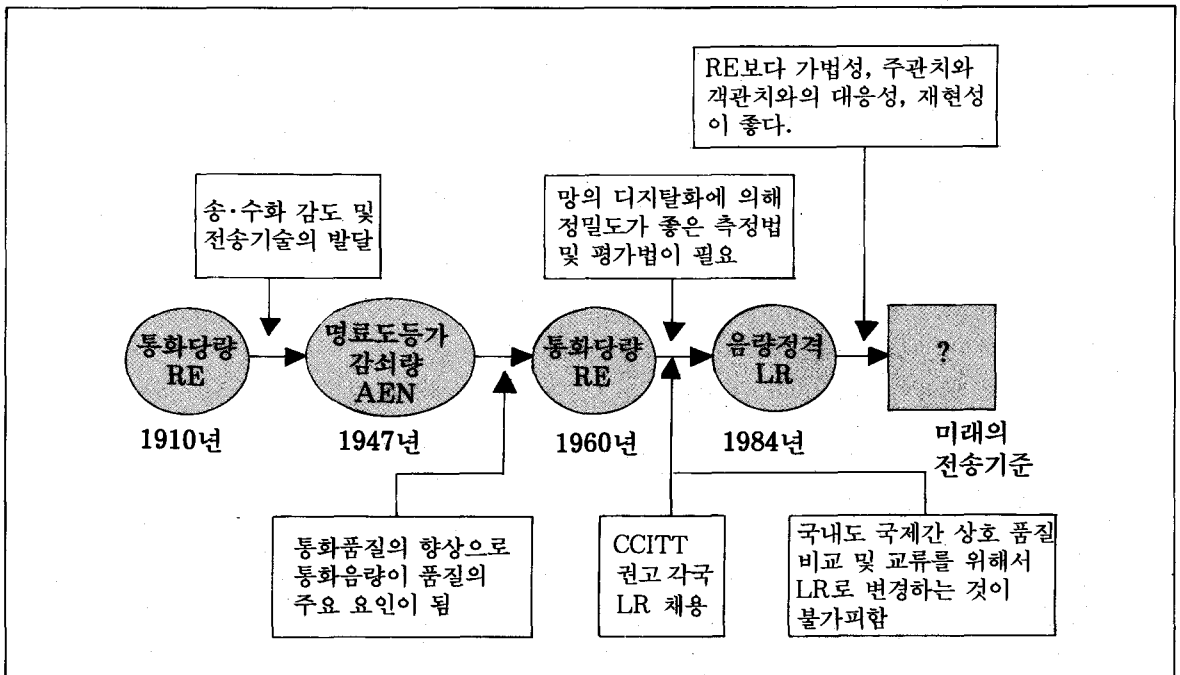 RE보다 가법성, 주관치와
객관치와의 대응성, 재현성
이 좋다.
송·수화 감도 및
전송기술의 발달
망의 디지탈화에 의해
정밀도가 좋은 측정법
및 평가법이 필요
통화당량
RE
명료도등가
감쇠량
AEN
통화당량
RE
음량정격
LR
?
1910년
1947년
1960년
1984년
미래의
전송기준
통화품질의 향상으로
통화음량이 품질의
주요 요인이 됨
CCITT
권고 각국
LR 채용
국내도 국제간 상호 품질
비교 및 교류를 위해서
LR로 변경하는 것이
불가피함